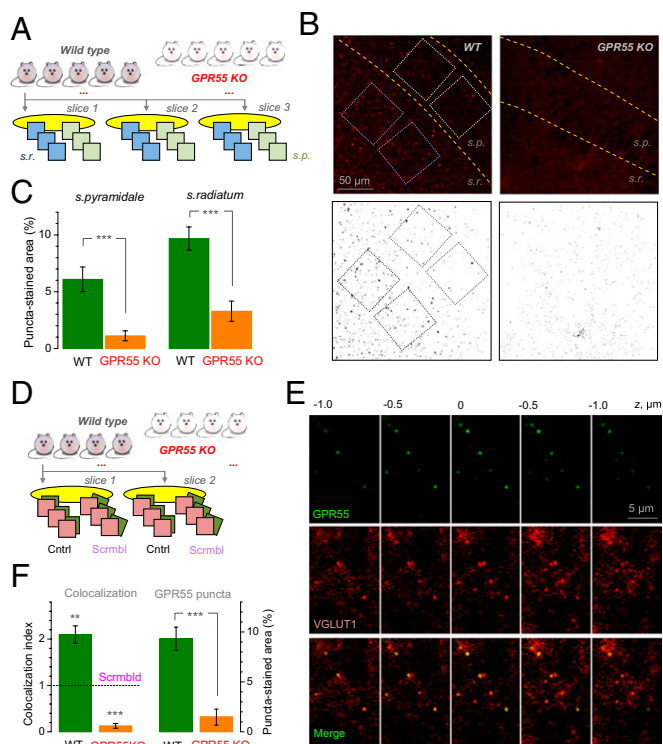 A
Wild type
GPR55 KO
...
...
slice 1
slice 2
slice 3
s.r.
s.p.
B
WT
GPR55 KO
s.p.
s.r.
s.p.
s.r.
50 µm
C
s.pyramidale
s.radiatum
***
***
Puncta-stained area (%)
10
5
0
WT
GPR55 KO
WT
GPR55 KO
D
Wild type
GPR55 KO
...
...
slice 1
slice 2
Cntrl
Scrmbl
Cntrl
Scrmbl
E
-1.0
-0.5
0
-0.5
-1.0
z, µm
GPR55
5 µm
VGLUT1
Merge
F
Colocalization
GPR55 puncta
**
***
Scrmbld
***
Colocalization index
2
1
0
10
5
0
Puncta-stained area (%)
WT
GPR55KO
WT
GPR55 KO